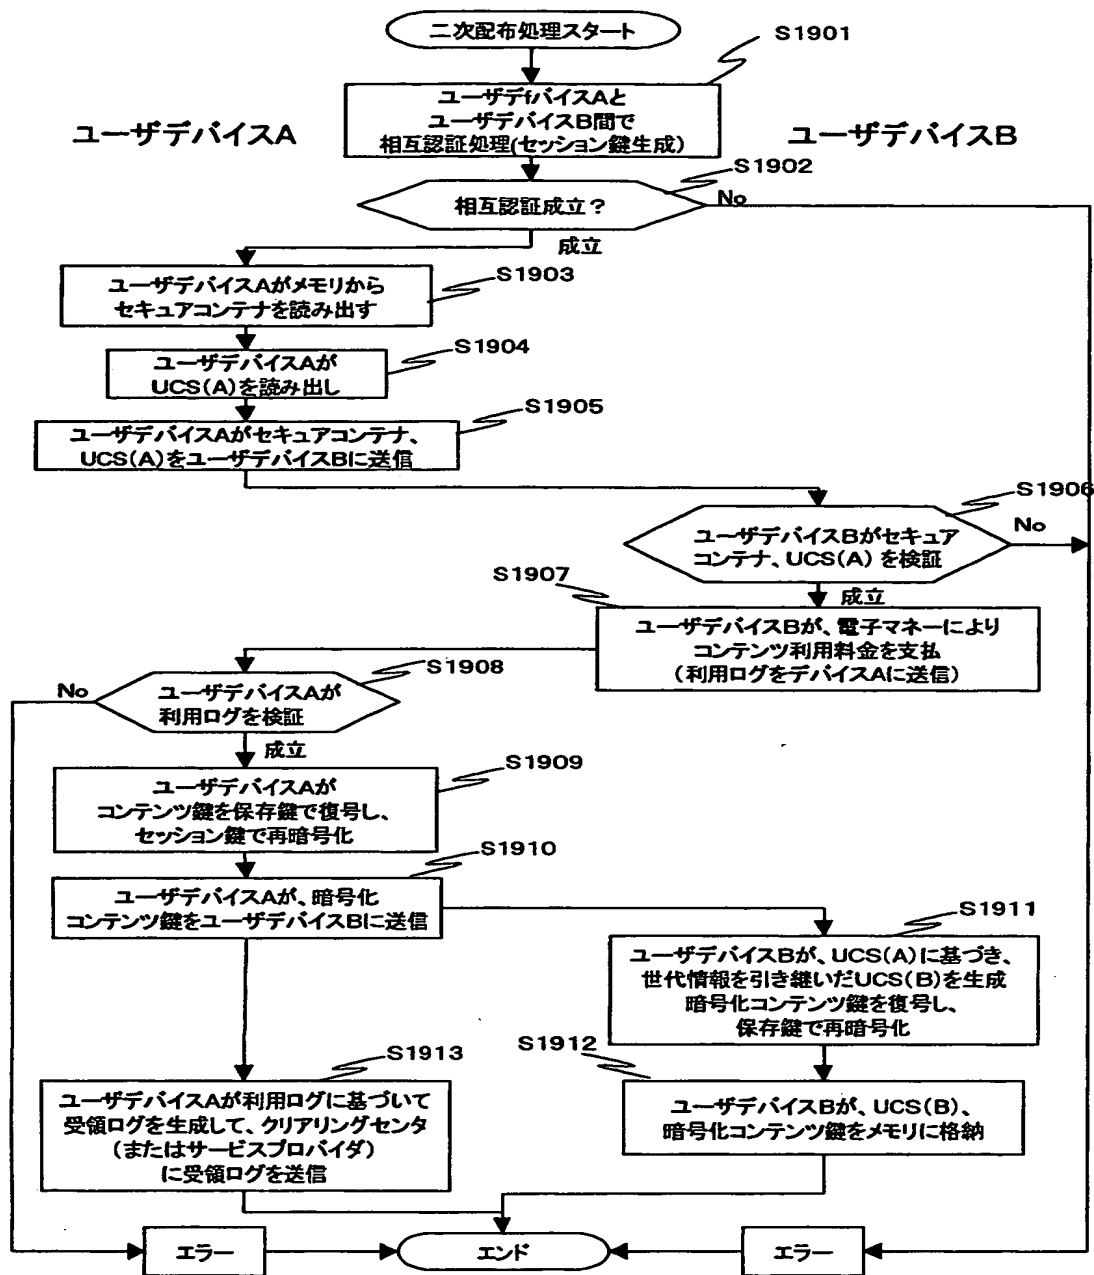 二次配布処理スタート
S1901
ユーザデfバイスAと
ユーザデバイスB間で
相互認証処理(セッション鍵生成)
ユーザデバイスA
ユーザデバイスB
S1902
相互認証成立?
No
成立
S1903
ユーザデバイスAがメモリから
セキュアコンテナを読み出す
S1904
ユーザデバイスAが
UCS(A)を読み出し
S1905
ユーザデバイスAがセキュアコンテナ、
UCS(A)をユーザデバイスBに送信
S1906
ユーザデバイスBがセキュア
コンテナ、UCS(A)を検証
No
成立
S1907
ユーザデバイスBが、電子マネーにより
コンテンツ利用料金を支払
(利用ログをデバイスAに送信)
S1908
No
ユーザデバイスAが
利用ログを検証
成立
S1909
ユーザデバイスAが
コンテンツ鍵を保存鍵で復号し、
セッション鍵で再暗号化
S1910
ユーザデバイスAが、暗号化
コンテンツ鍵をユーザデバイスBに送信
S1911
ユーザデバイスBが、UCS(A)に基づき、
世代情報を引き継いだUCS(B)を生成
暗号化コンテンツ鍵を復号し、
保存鍵で再暗号化
S1912
ユーザデバイスBが、UCS(B)、
暗号化コンテンツ鍵をメモリに格納
S1913
ユーザデバイスAが利用ログに基づいて
受領ログを生成して、クリアリングセンタ
(またはサービスプロバイダ)
に受領ログを送信
エラー
エンド
エラー